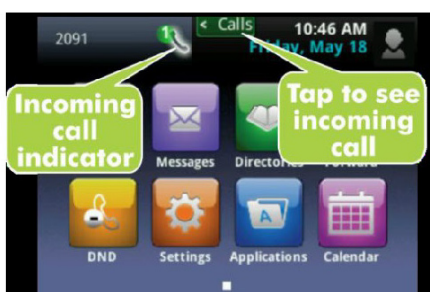 2091
1
< Calls
10:46 AM
Friday, May 18
Incoming
call
indicator
Tap to see
incoming
call
Messages
Directories
DND
Settings
Applications
Calendar
A